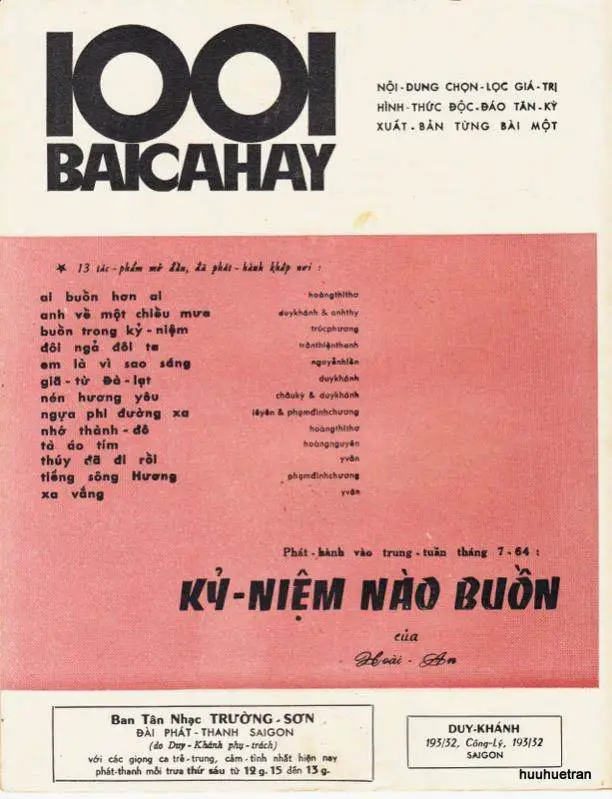 1001
BAICAHAY
NỘI-DUNG CHỌN-LỌC GIÁ-TRỊ
HÌNH-THỨC ĐỘC-ĐÁO TÂN-KỲ
XUẤT-BẢN TỪNG BÀI MỘT
★ 13 tác-phẩm mở đầu, đã phát-hành khắp nơi :
ai buồn hơn ai hoàngthithơ
anh về một chiều mưa duykhánh & anhthy
buồn trong kỷ-niệm trúcphương
đôi ngả đôi ta trầnthiệnthanh
em là vì sao sáng nguyễnhiền
giã-từ Đà-lạt duykhánh
nén hương yêu châukỳ & duykhánh
ngựa phi đường xa lêyên & phạmđìnhchương
nhớ thành-đô hoàngthithơ
tà áo tím hoàngnguyên
thúy đã đi rồi yvân
tiếng sông Hương phạmđìnhchương
xa vắng yvân
Phát-hành vào trung-tuần tháng 7-64 :
KỶ-NIỆM NÀO BUỒN
của
Hoài-An
Ban Tân Nhạc TRƯỜNG-SƠN
ĐÀI PHÁT-THANH SAIGON
(do Duy-Khánh phụ-trách)
với các giọng ca trẻ-trung, cảm-tình nhất hiện nay
phát-thanh mỗi trưa thứ sáu từ 12 g. 15 đến 13 g.
DUY-KHÁNH
195/52, Công-Lý, 195/52
SAIGON
huuhuetran